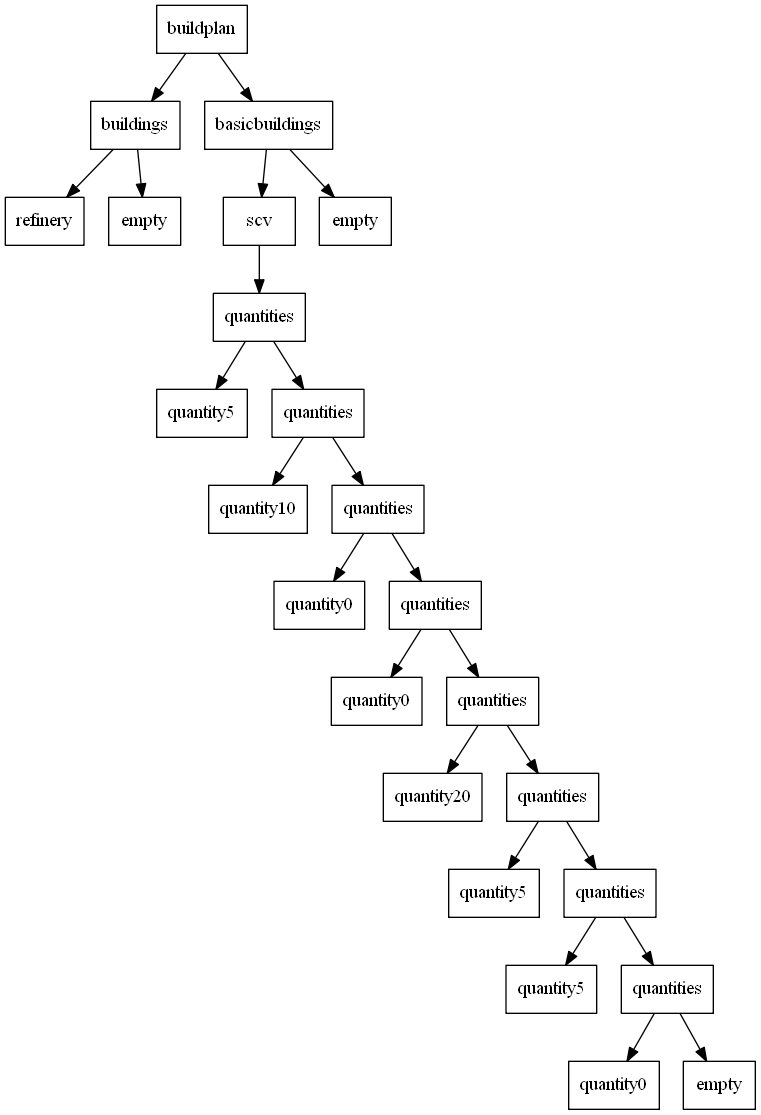 buildplan
buildings
basicbuildings
refinery
empty
scv
empty
quantities
quantity5
quantities
quantity10
quantities
quantity0
quantities
quantity0
quantities
quantity20
quantities
quantity5
quantities
quantity5
quantities
quantity0
empty